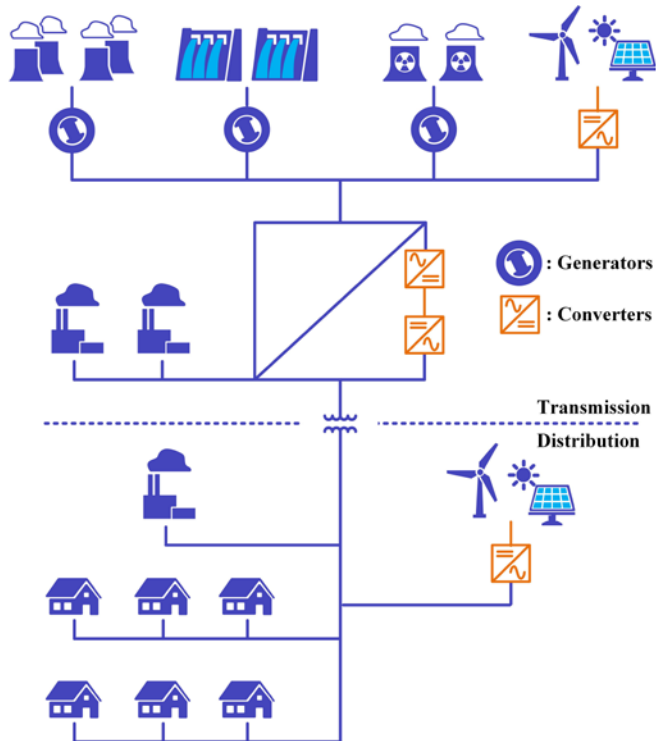 : Generators
: Converters
Transmission
Distribution